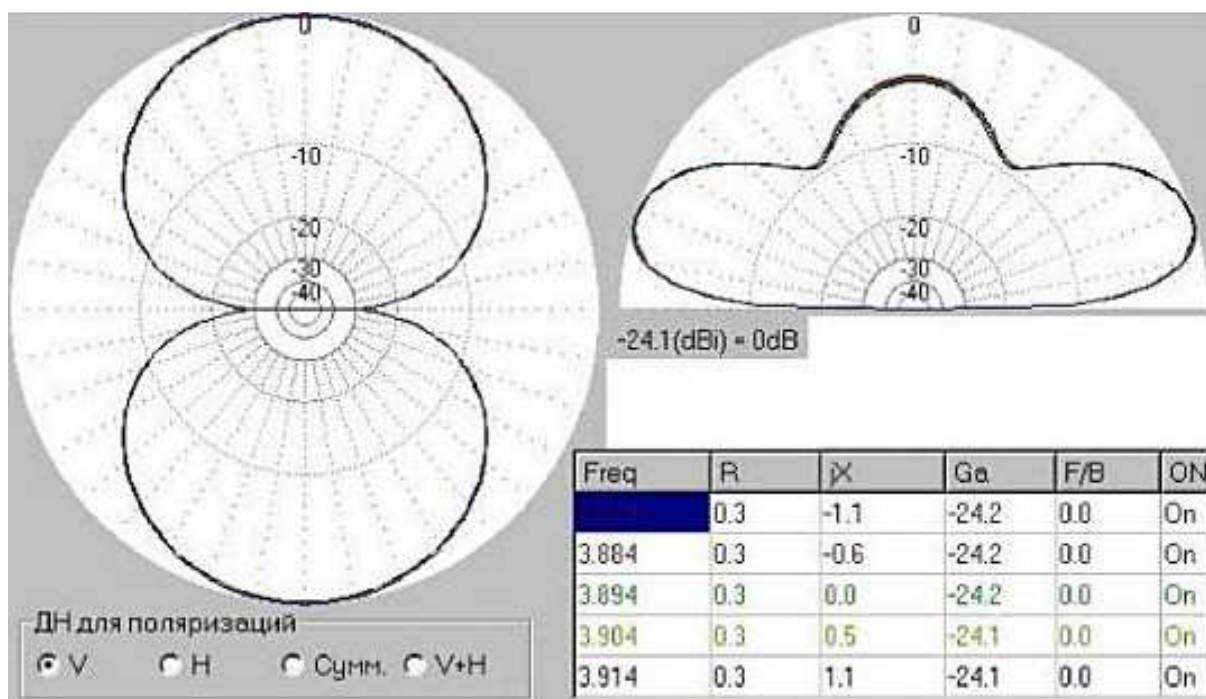 0
-10
-20
-30
-40
0
-10
-20
-30
-40
-24.1(dBi) = 0dB
Freq R jX Ga F/B ON
0.3 -1.1 -24.2 0.0 On
3.884 0.3 -0.6 -24.2 0.0 On
3.894 0.3 0.0 -24.2 0.0 On
3.904 0.3 0.5 -24.1 0.0 On
3.914 0.3 1.1 -24.1 0.0 On
ДН для поляризаций
V H Сумм. V+H